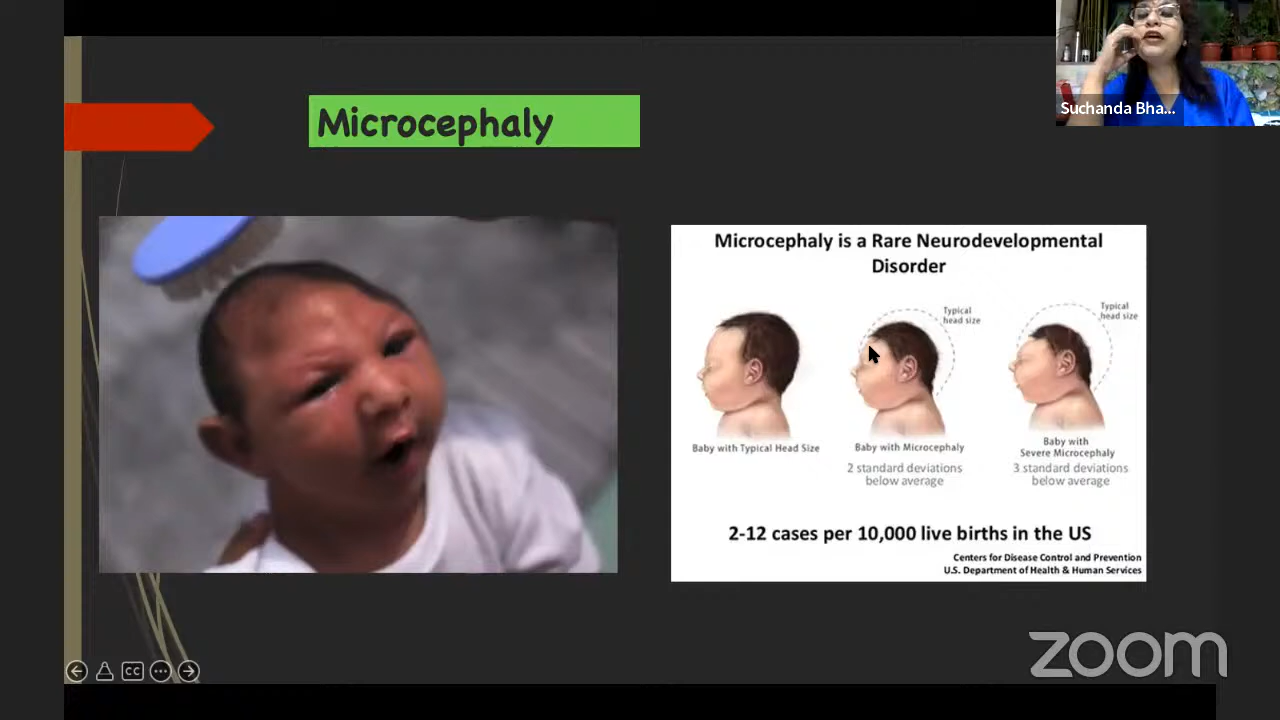 Microcephaly
Suchanda Bha...
Microcephaly is a Rare Neurodevelopmental
Disorder
Typical
head size
Typical
head size
Baby with Typical Head Size
Baby with Microcephaly
2 standard deviations
below average
Baby with
Severe Microcephaly
3 standard deviations
below average
2-12 cases per 10,000 live births in the US
Centers for Disease Control and Prevention
U.S. Department of Health & Human Services
CC
zoom